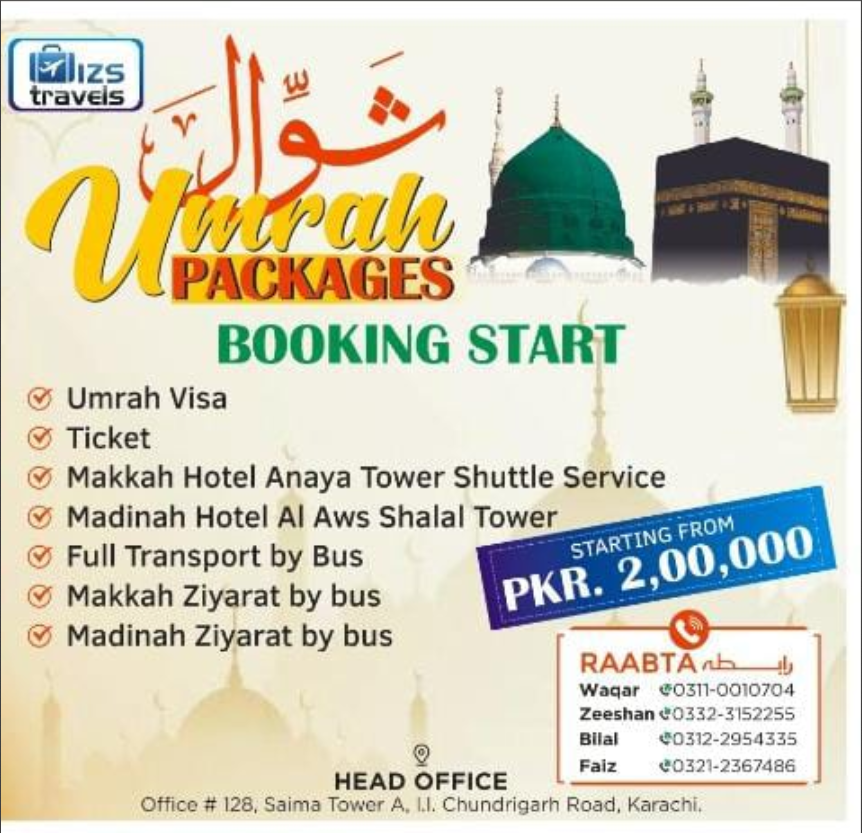 IZS
travels
شوّال
Umrah
PACKAGES
BOOKING START
Umrah Visa
Ticket
Makkah Hotel Anaya Tower Shuttle Service
Madinah Hotel Al Aws Shalal Tower
Full Transport by Bus
Makkah Ziyarat by bus
Madinah Ziyarat by bus
STARTING FROM
PKR. 2,00,000
RAABTA رابطہ
Waqar 0311-0010704
Zeeshan 0332-3152255
Bilal 0312-2954335
Faiz 0321-2367486
HEAD OFFICE
Office # 128, Saima Tower A, I.I. Chundrigarh Road, Karachi.